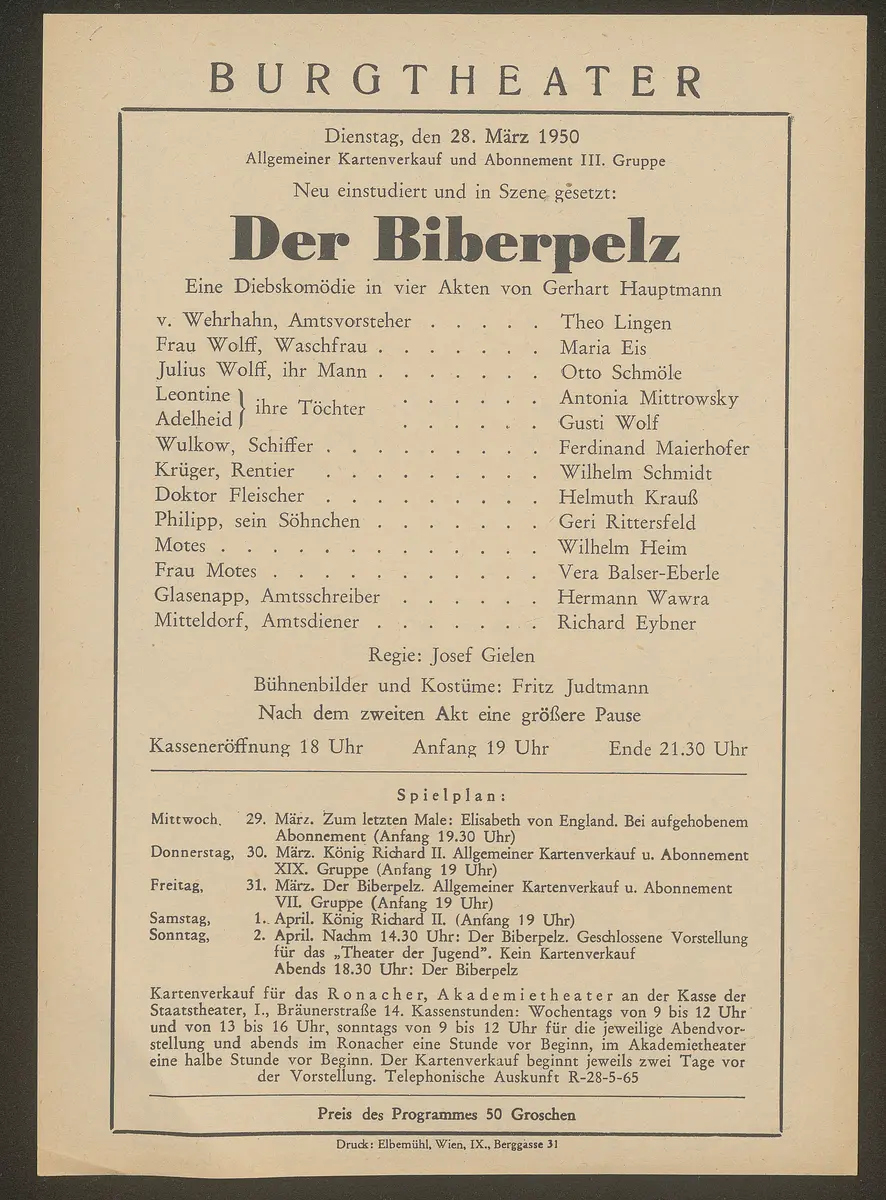 BURGTHEATER
Dienstag, den 28. März 1950
Allgemeiner Kartenverkauf und Abonnement III. Gruppe
Neu einstudiert und in Szene gesetzt:
Der Biberpelz
Eine Diebskomödie in vier Akten von Gerhart Hauptmann
v. Wehrhahn, Amtsvorsteher . . . . . Theo Lingen
Frau Wolff, Waschfrau . . . . . . . Maria Eis
Julius Wolff, ihr Mann . . . . . . . Otto Schmöle
Leontine } ihre Töchter . . . . . . Antonia Mittrowsky
Adelheid } . . . . . . Gusti Wolf
Wulkow, Schiffer . . . . . . . . . Ferdinand Maierhofer
Krüger, Rentier . . . . . . . . . Wilhelm Schmidt
Doktor Fleischer . . . . . . . . . Helmuth Krauß
Philipp, sein Söhnchen . . . . . . . Geri Rittersfeld
Motes . . . . . . . . . . . . . Wilhelm Heim
Frau Motes . . . . . . . . . . . Vera Balser-Eberle
Glasenapp, Amtsschreiber . . . . . . Hermann Wawra
Mitteldorf, Amtsdiener . . . . . . . Richard Eybner
Regie: Josef Gielen
Bühnenbilder und Kostüme: Fritz Judtmann
Nach dem zweiten Akt eine größere Pause
Kasseneröffnung 18 Uhr Anfang 19 Uhr Ende 21.30 Uhr
Spielplan:
Mittwoch, 29. März. Zum letzten Male: Elisabeth von England. Bei aufgehobenem
Abonnement (Anfang 19.30 Uhr)
Donnerstag, 30. März. König Richard II. Allgemeiner Kartenverkauf u. Abonnement
XIX. Gruppe (Anfang 19 Uhr)
Freitag, 31. März. Der Biberpelz. Allgemeiner Kartenverkauf u. Abonnement
VII. Gruppe (Anfang 19 Uhr)
Samstag, 1. April. König Richard II. (Anfang 19 Uhr)
Sonntag, 2. April. Nachm 14.30 Uhr: Der Biberpelz. Geschlossene Vorstellung
für das „Theater der Jugend”. Kein Kartenverkauf
Abends 18.30 Uhr: Der Biberpelz
Kartenverkauf für das Ronacher, Akademietheater an der Kasse der
Staatstheater, I., Bräunerstraße 14. Kassenstunden: Wochentags von 9 bis 12 Uhr
und von 13 bis 16 Uhr, sonntags von 9 bis 12 Uhr für die jeweilige Abendvor-
stellung und abends im Ronacher eine Stunde vor Beginn, im Akademietheater
eine halbe Stunde vor Beginn. Der Kartenverkauf beginnt jeweils zwei Tage vor
der Vorstellung. Telephonische Auskunft R-28-5-65
Preis des Programmes 50 Groschen
Druck: Elbemühl, Wien, IX., Berggasse 31